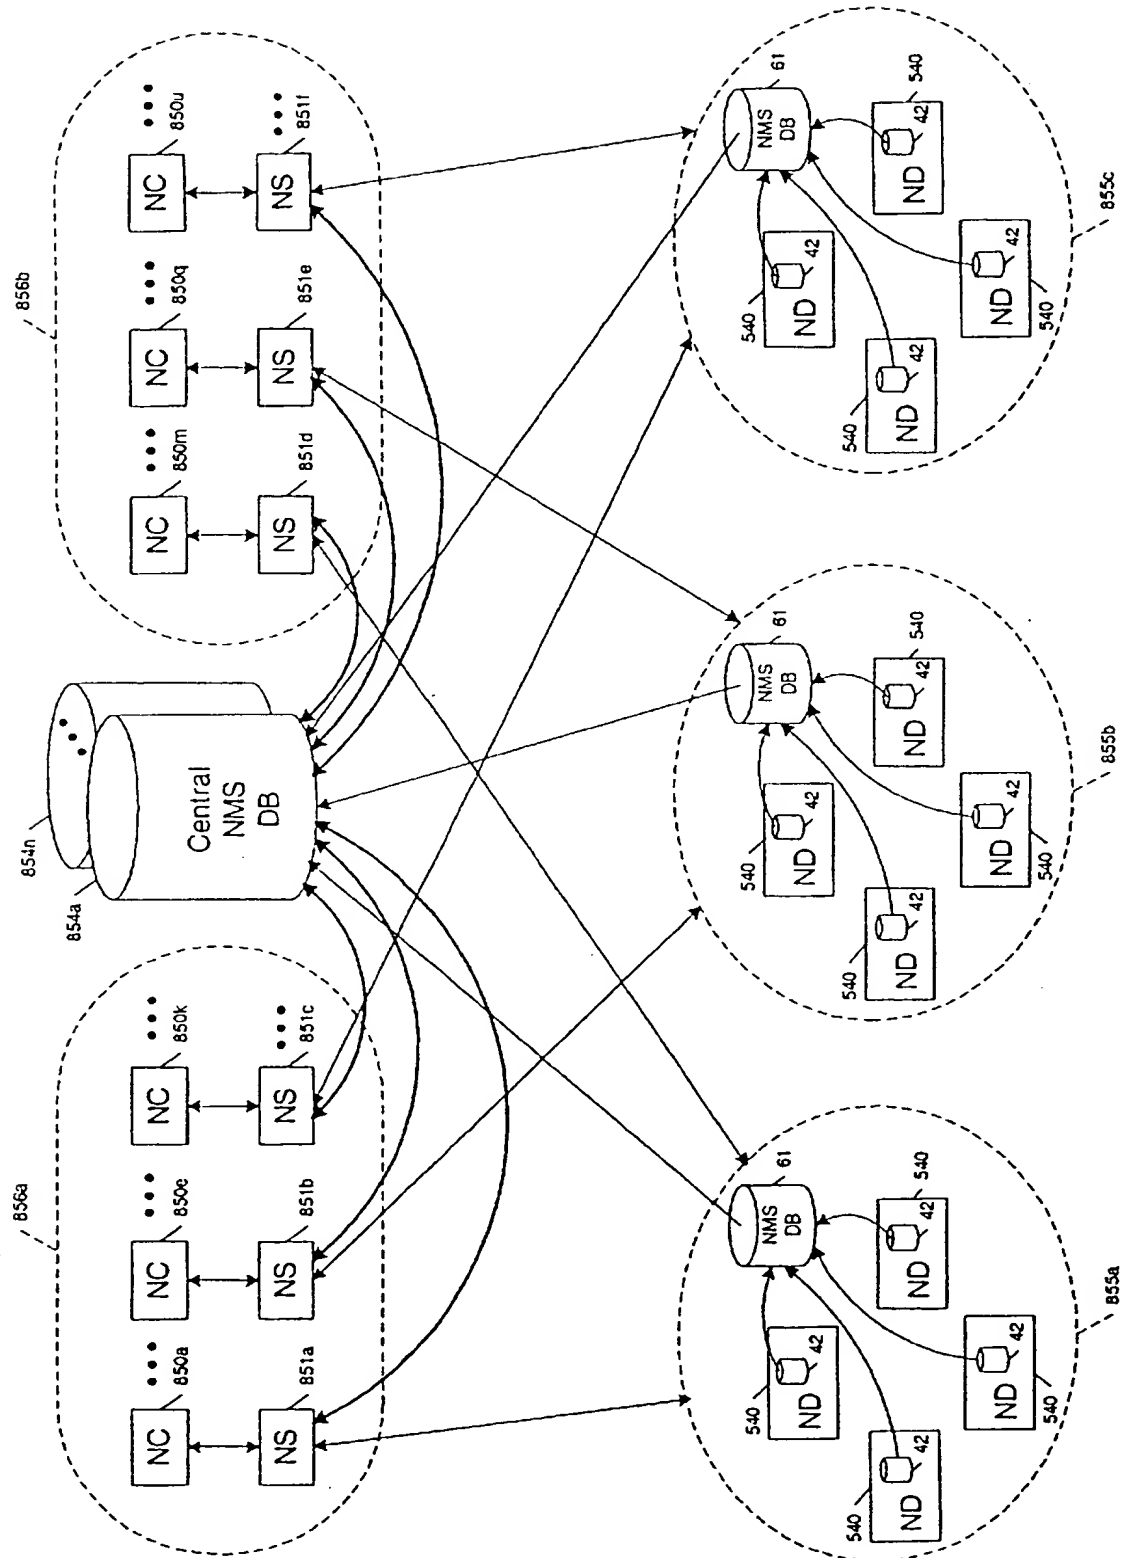 856a
850a
850e
850k
NC
NC
NC
851a
851b
851c
NS
NS
NS
854n
854a
Central
NMS
DB
856b
850m
850q
850u
NC
NC
NC
851d
851e
851f
NS
NS
NS
61
NMS
DB
540
42
ND
540
42
ND
540
42
ND
540
42
ND
855a
61
NMS
DB
540
42
ND
540
42
ND
540
42
ND
540
42
ND
855b
61
NMS
DB
540
42
ND
540
42
ND
540
42
ND
540
42
ND
855c